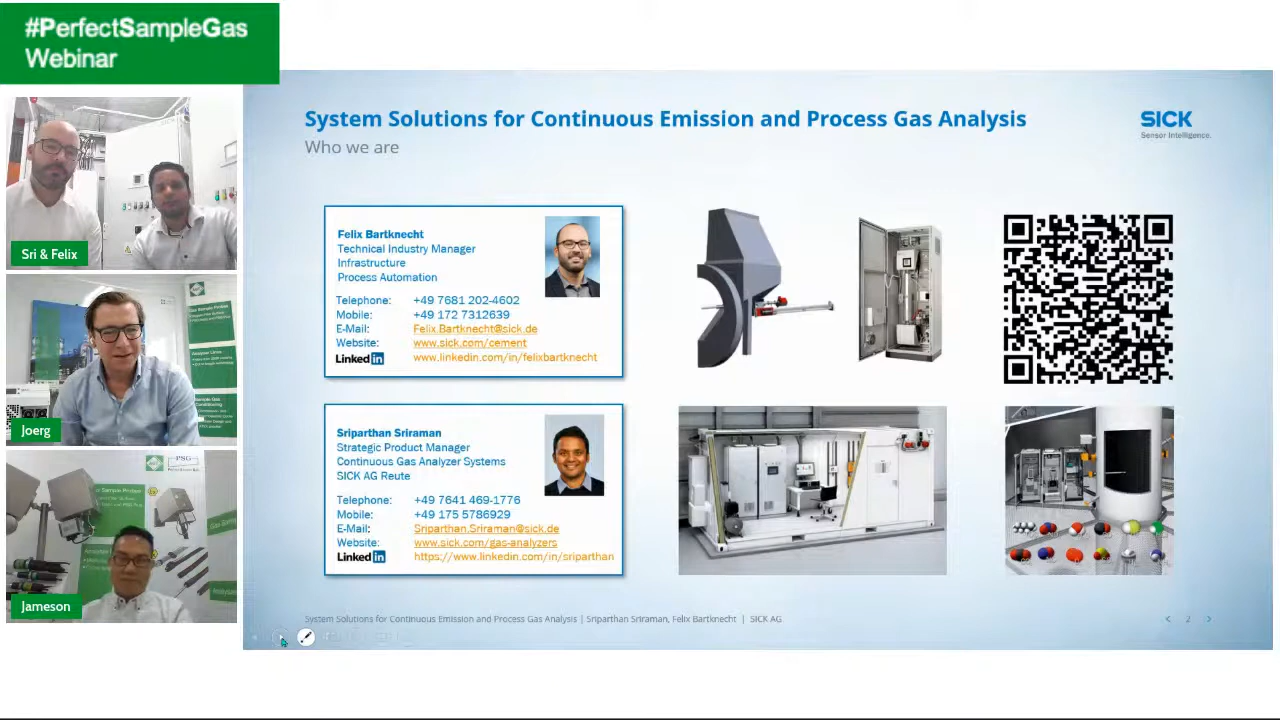 #PerfectSampleGas
Webinar
Sri & Felix
Joerg
Jameson
System Solutions for Continuous Emission and Process Gas Analysis
Who we are
SICK
Sensor Intelligence.
Felix Bartknecht
Technical Industry Manager
Infrastructure
Process Automation
Telephone: +49 7681 202-4602
Mobile: +49 172 7312639
E-Mail: Felix.Bartknecht@sick.de
Website: www.sick.com/cement
Linked in www.linkedin.com/in/felixbartknecht
Sriparthan Sriraman
Strategic Product Manager
Continuous Gas Analyzer Systems
SICK AG Reute
Telephone: +49 7641 469-1776
Mobile: +49 175 5786929
E-Mail: Sriparthan.Sriraman@sick.de
Website: www.sick.com/gas-analyzers
Linked in https://www.linkedin.com/in/sriparthan
System Solutions for Continuous Emission and Process Gas Analysis | Sriparthan Sriraman, Felix Bartknecht | SICK AG
2